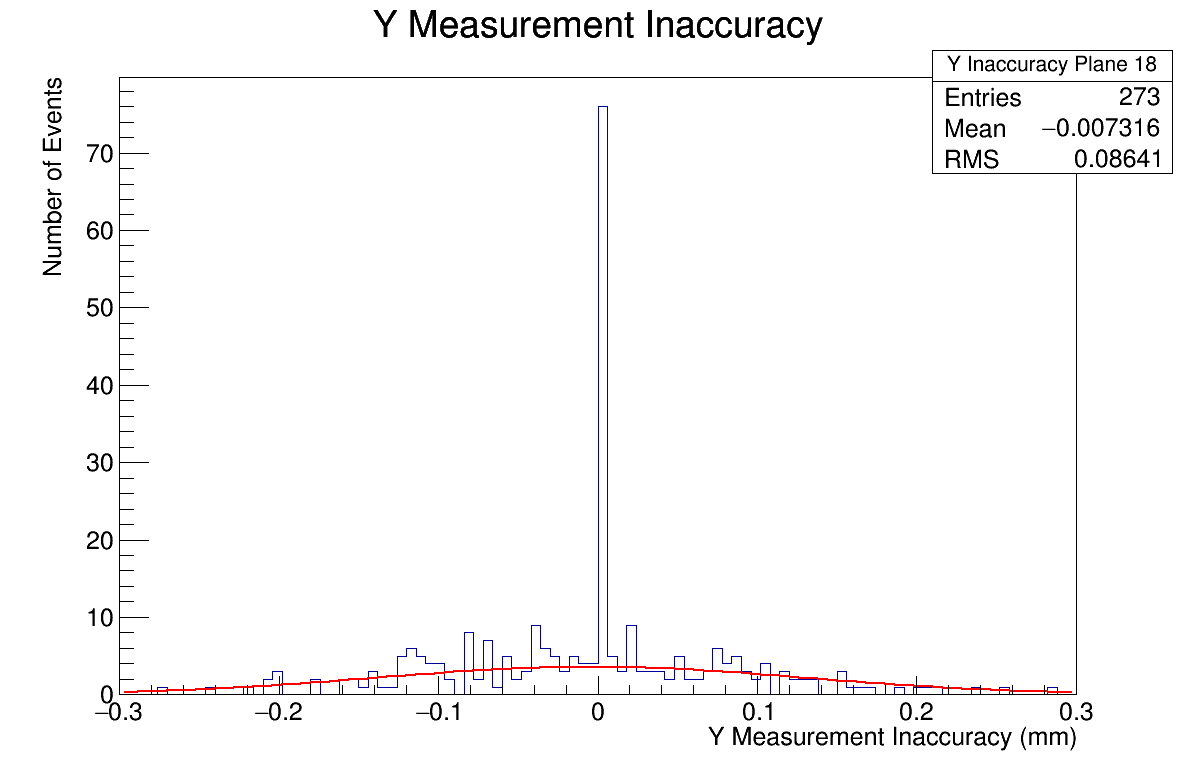 Y Measurement Inaccuracy
Y Inaccuracy Plane 18
Entries 273
Mean −0.007316
RMS 0.08641
Number of Events
70
60
50
40
30
20
10
0
−0.3 −0.2 −0.1 0 0.1 0.2 0.3
Y Measurement Inaccuracy (mm)